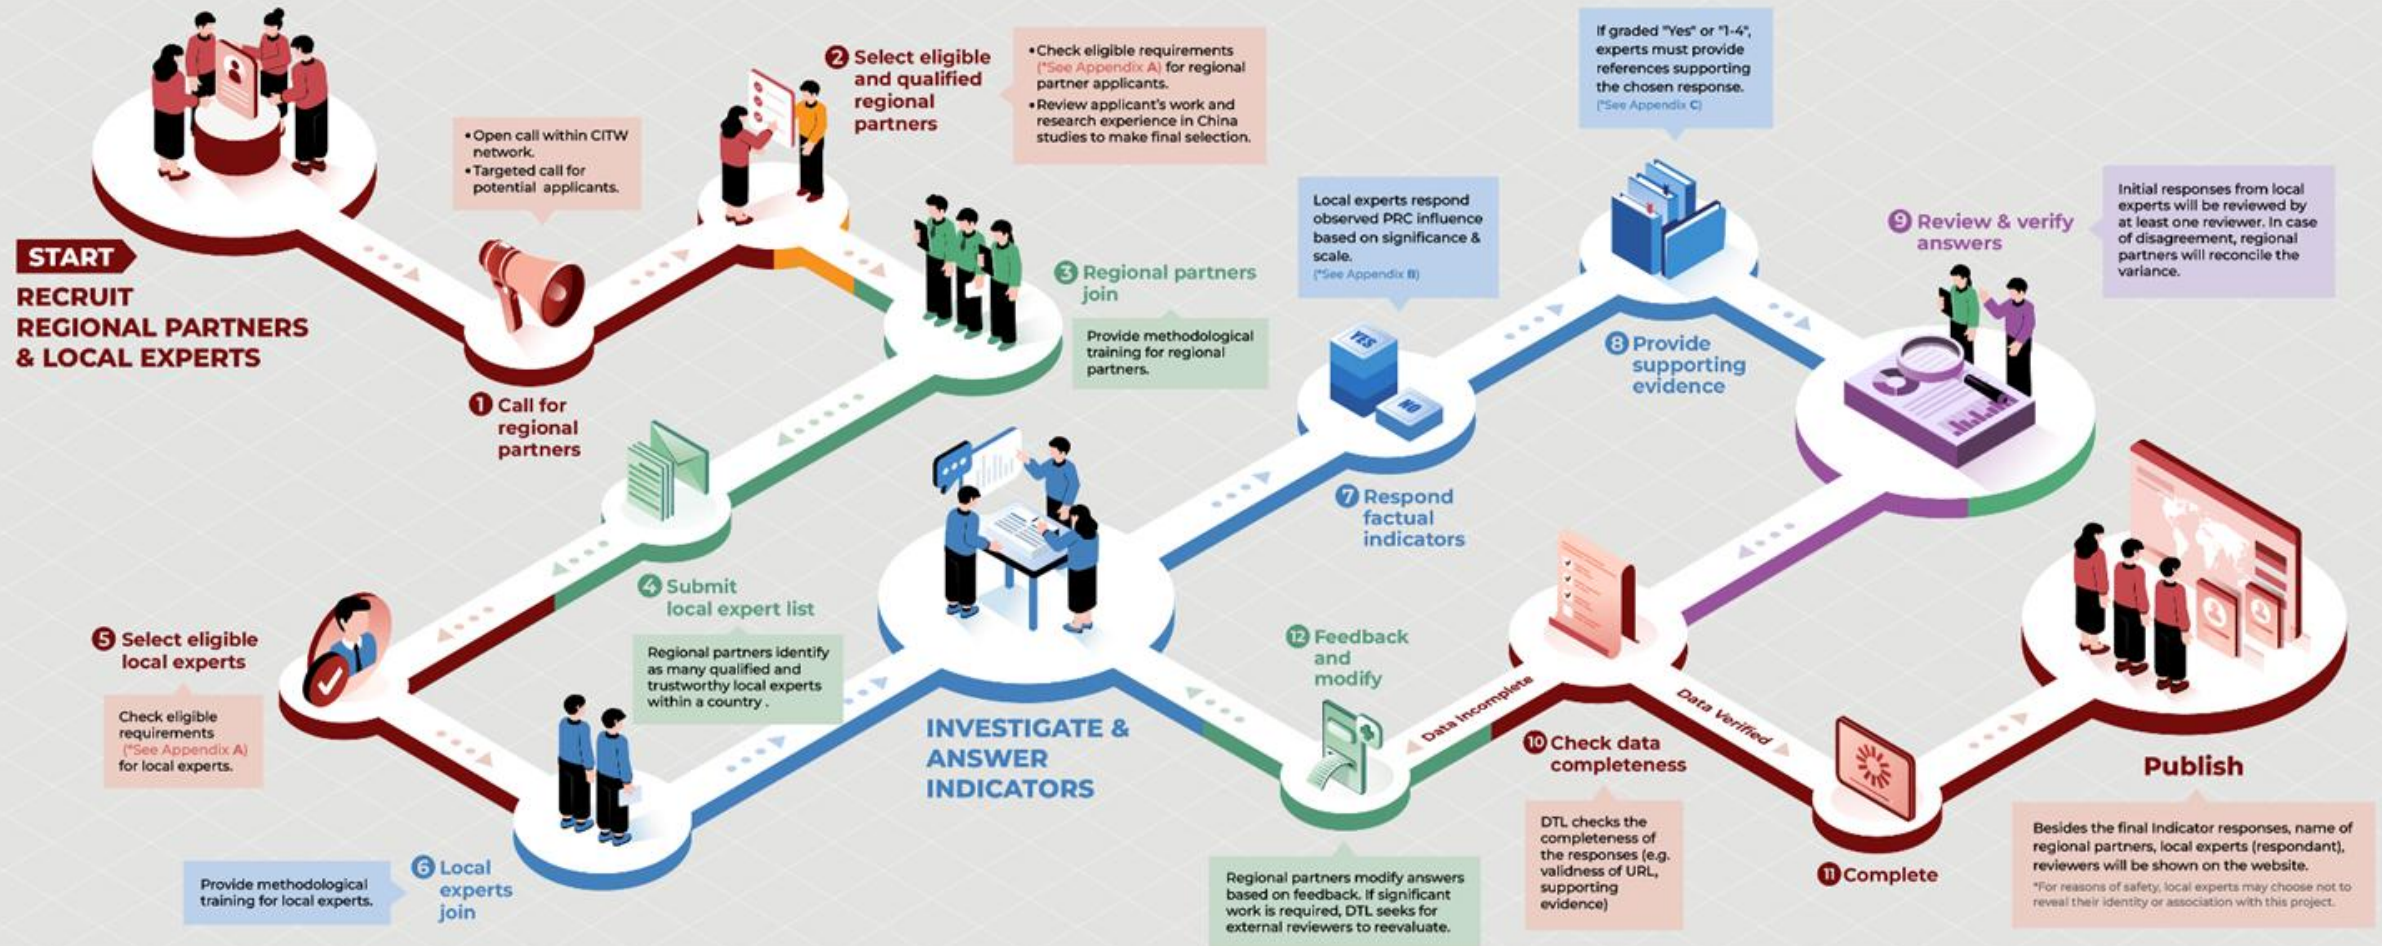 START
RECRUIT
REGIONAL PARTNERS
& LOCAL EXPERTS
• Open call within CITW
network.
• Targeted call for
potential applicants.
1 Call for
regional
partners
2 Select eligible
and qualified
regional
partners
• Check eligible requirements
(*See Appendix A) for regional
partner applicants.
• Review applicant's work and
research experience in China
studies to make final selection.
3 Regional partners
join
Provide methodological
training for regional
partners.
4 Submit
local expert list
Regional partners identify
as many qualified and
trustworthy local experts
within a country .
5 Select eligible
local experts
Check eligible
requirements
(*See Appendix A)
for local experts.
6 Local
experts
join
Provide methodological
training for local experts.
INVESTIGATE &
ANSWER
INDICATORS
Local experts respond
observed PRC influence
based on significance &
scale.
(*See Appendix B)
YES
NO
7 Respond
factual
indicators
If graded "Yes" or "1-4",
experts must provide
references supporting
the chosen response.
(*See Appendix C)
8 Provide
supporting
evidence
9 Review & verify
answers
Initial responses from local
experts will be reviewed by
at least one reviewer. In case
of disagreement, regional
partners will reconcile the
variance.
10 Check data
completeness
DTL checks the
completeness of
the responses (e.g.
validness of URL,
supporting
evidence)
Data Incomplete
Data Verified
11 Complete
12 Feedback
and
modify
Regional partners modify answers
based on feedback. If significant
work is required, DTL seeks for
external reviewers to reevaluate.
Publish
Besides the final Indicator responses, name of
regional partners, local experts (respondant),
reviewers will be shown on the website.
*For reasons of safety, local experts may choose not to
reveal their identity or association with this project.